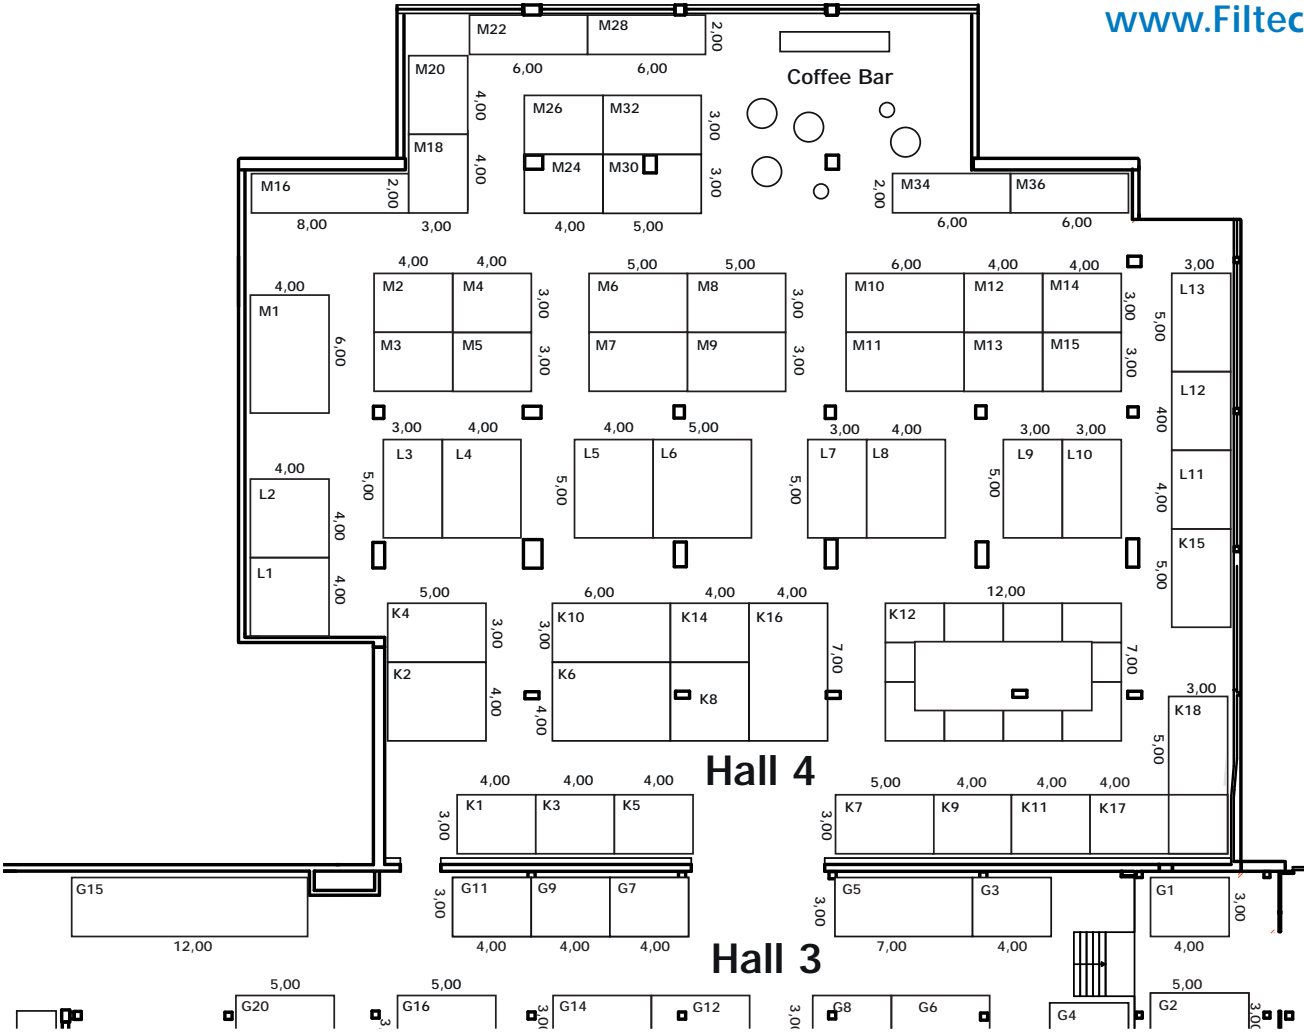 www.Filtec
M22 M28 2,00
6,00 6,00
M20 4,00
Coffee Bar
M26 M32 3,00
M18 4,00
M24 M30 3,00
4,00 5,00
M16 2,00
8,00 3,00
2,00 M34 M36
6,00 6,00
4,00 4,00 5,00 5,00 6,00 4,00 4,00 3,00
4,00
M1 6,00
M2 M4 3,00
M3 M5 3,00
M6 M8 3,00
M7 M9 3,00
M10 M12 M14 3,00
M11 M13 M15 3,00
L13 5,00
L12 400
L11 4,00
K15 5,00
3,00 4,00 4,00 5,00 3,00 4,00 3,00 3,00
5,00 L3 L4 5,00 L5 L6 5,00 L7 L8 5,00 L9 L10
4,00
L2 4,00
L1 4,00
5,00 6,00 4,00 4,00 12,00
K4 3,00 3,00 K10 K14 K16 7,00 K12 7,00
K2 4,00 4,00 K6 K8
3,00
K18 5,00
Hall 4
4,00 4,00 4,00 5,00 4,00 4,00 4,00
3,00 K1 K3 K5 3,00 K7 K9 K11 K17
G15 3,00 G11 G9 G7 3,00 G5 G3 G1 3,00
12,00 4,00 4,00 4,00 7,00 4,00 4,00
Hall 3
5,00 5,00 5,00
G20 G16 3,00 G14 G12 3,00 G8 G6 G4 G2